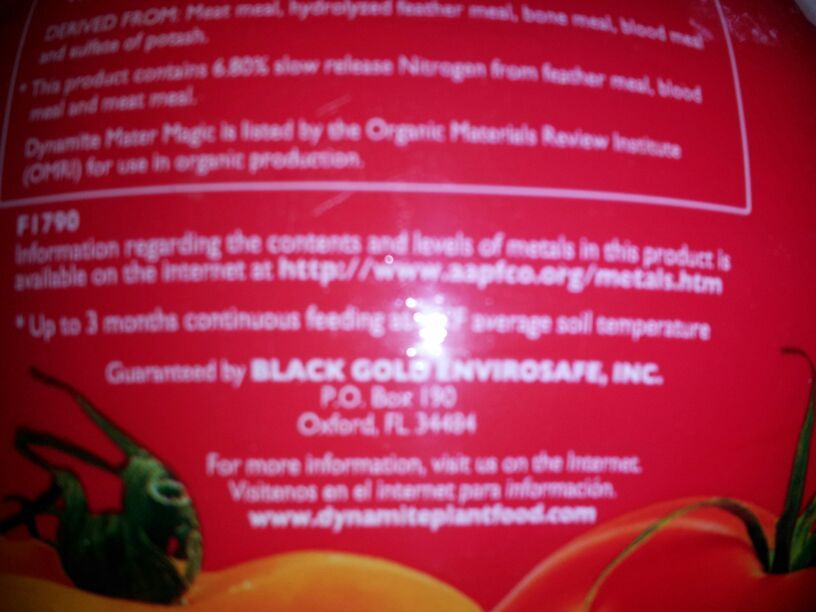 DERIVED FROM: Meat meal, hydrolyzed feather meal, bone meal, blood meal
and sulfate of potash.
* This product contains 6.80% slow release Nitrogen from feather meal, blood
meal and meat meal.
Dynamite Mater Magic is listed by the Organic Materials Review Institute
(OMRI) for use in organic production.
F1790
Information regarding the contents and levels of metals in this product is
available on the Internet at http://www.aapfco.org/metals.htm
* Up to 3 months continuous feeding at average soil temperature
Guaranteed by BLACK GOLD ENVIROSAFE, INC.
P.O. Box 190
Oxford, FL 34484
For more information, visit us on the Internet.
Visitenos en el internet para información.
www.dynamiteplantfood.com